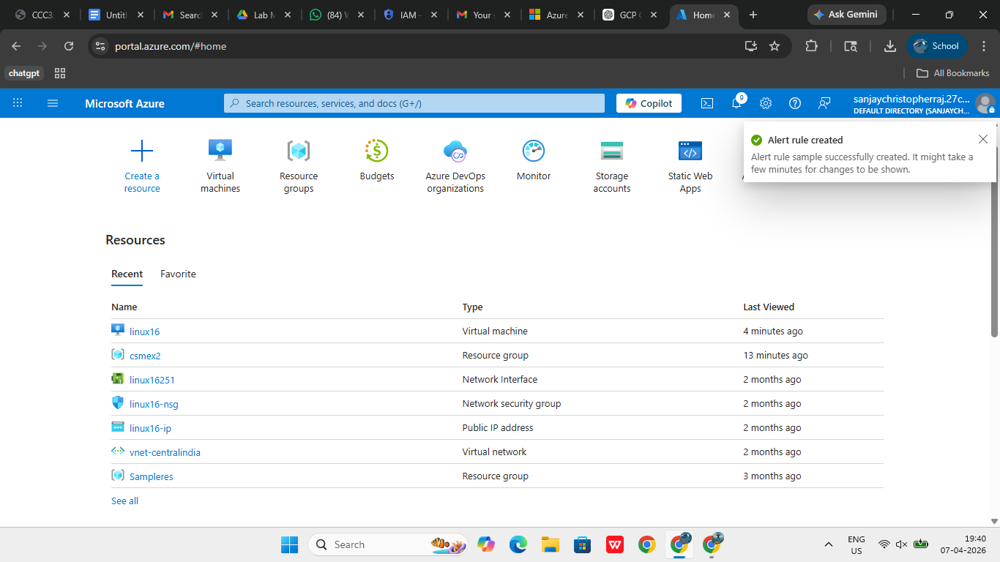 CCC3.
Untitl
Search
Lab M
(84) V
IAM -
Your s
Azure
GCP C
Home
Ask Gemini
portal.azure.com/#home
School
chatgpt
All Bookmarks
Microsoft Azure
Search resources, services, and docs (G+/)
Copilot
9
sanjaychristopherraj.27c...
DEFAULT DIRECTORY (SANJAYCH...
Alert rule created
Alert rule sample successfully created. It might take a
few minutes for changes to be shown.
Create a
resource
Virtual
machines
Resource
groups
Budgets
Azure DevOps
organizations
Monitor
Storage
accounts
Static Web
Apps
Resources
Recent Favorite
Name Type Last Viewed
linux16 Virtual machine 4 minutes ago
csmex2 Resource group 13 minutes ago
linux16251 Network Interface 2 months ago
linux16-nsg Network security group 2 months ago
linux16-ip Public IP address 2 months ago
vnet-centralindia Virtual network 2 months ago
Sampleres Resource group 3 months ago
See all
Search
ENG
US
19:40
07-04-2026